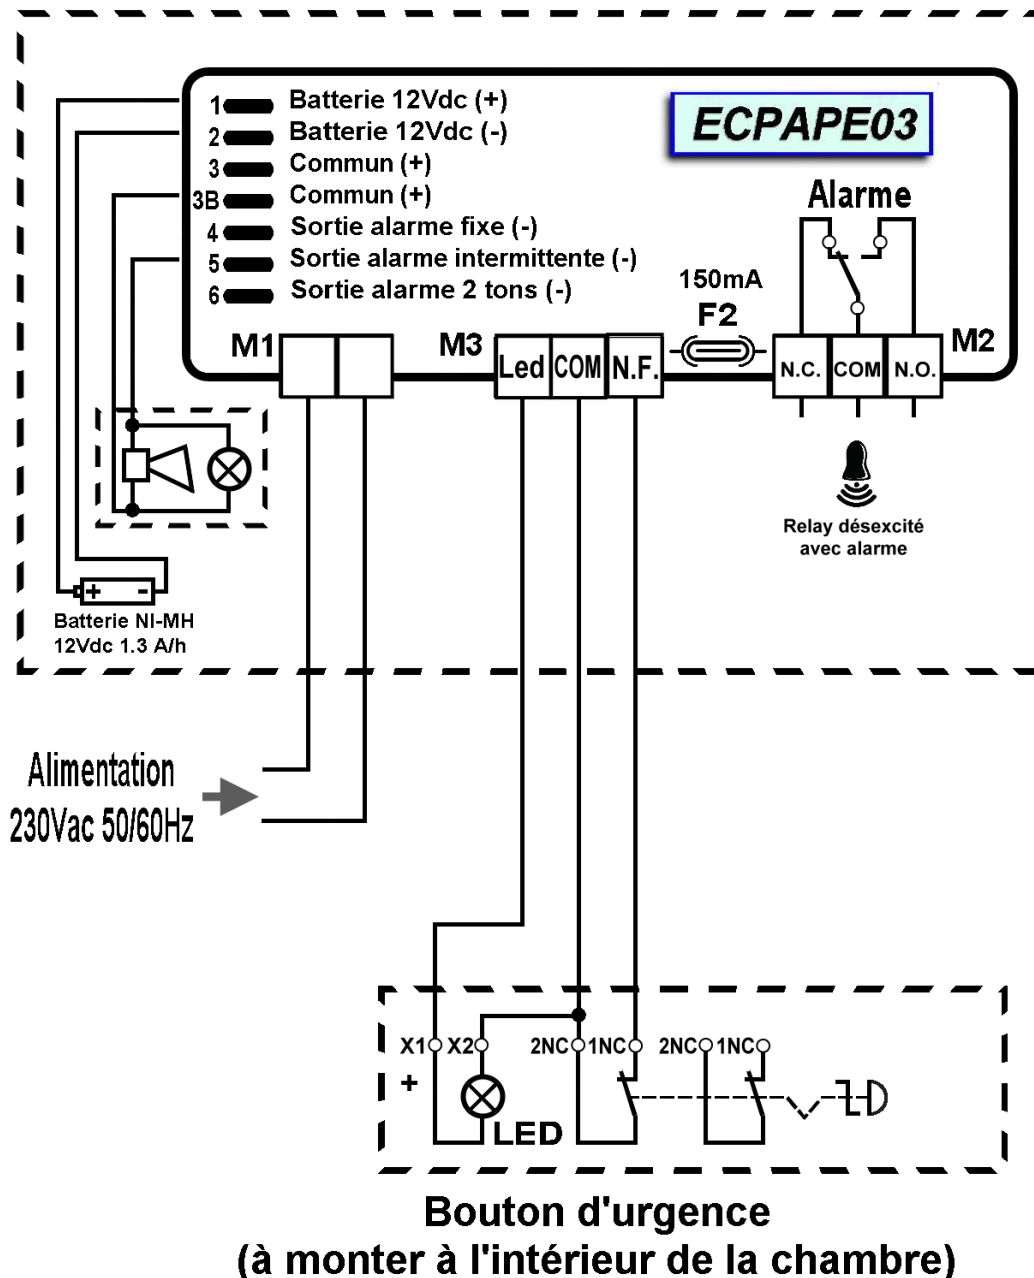 1 Batterie 12Vdc (+)
2 Batterie 12Vdc (-)
3 Commun (+)
3B Commun (+)
4 Sortie alarme fixe (-)
5 Sortie alarme intermittente (-)
6 Sortie alarme 2 tons (-)
ECPAPE03
Alarme
150mA
F2
M1
M3
Led COM N.F.
N.C. COM N.O.
M2
Relay désexcité
avec alarme
+ -
Batterie NI-MH
12Vdc 1.3 A/h
Alimentation
230Vac 50/60Hz
X1 X2 2NC 1NC 2NC 1NC
+
LED
Bouton d'urgence
(à monter à l'intérieur de la chambre)